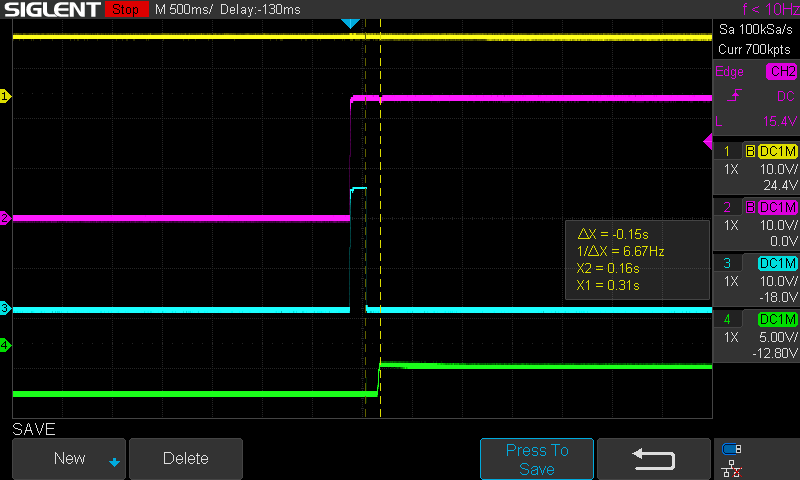 SIGLENT Stop M 500ms/ Delay:-130ms f < 10Hz
Sa 100kSa/s
Curr 700kpts
Edge CH2
DC
L 15.4V
1 B DC1M
1X 10.0V/
24.4V
2 B DC1M
1X 10.0V/
0.0V
3 DC1M
1X 10.0V/
-18.0V
4 DC1M
1X 5.00V/
-12.80V
1
2
3
4
△X = -0.15s
1/△X = 6.67Hz
X2 = 0.16s
X1 = 0.31s
SAVE
New
Delete
Press To
Save